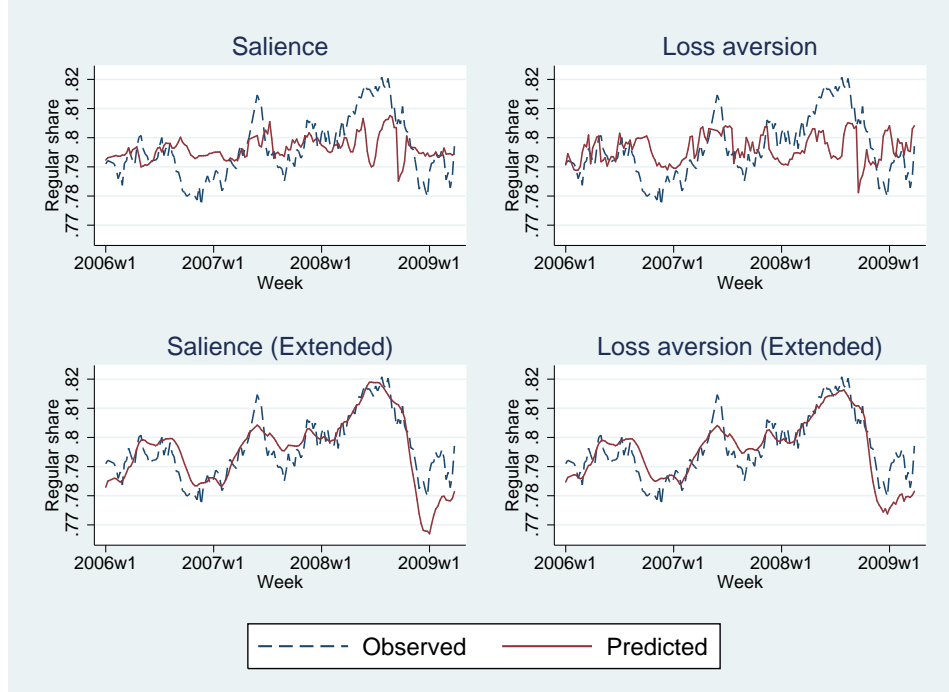 Salience
Regular share
.77 .78 .79 .8 .81 .82
2006w1 2007w1 2008w1 2009w1
Week
Loss aversion
Regular share
.77 .78 .79 .8 .81 .82
2006w1 2007w1 2008w1 2009w1
Week
Salience (Extended)
Regular share
.77 .78 .79 .8 .81 .82
2006w1 2007w1 2008w1 2009w1
Week
Loss aversion (Extended)
Regular share
.77 .78 .79 .8 .81 .82
2006w1 2007w1 2008w1 2009w1
Week
Observed Predicted